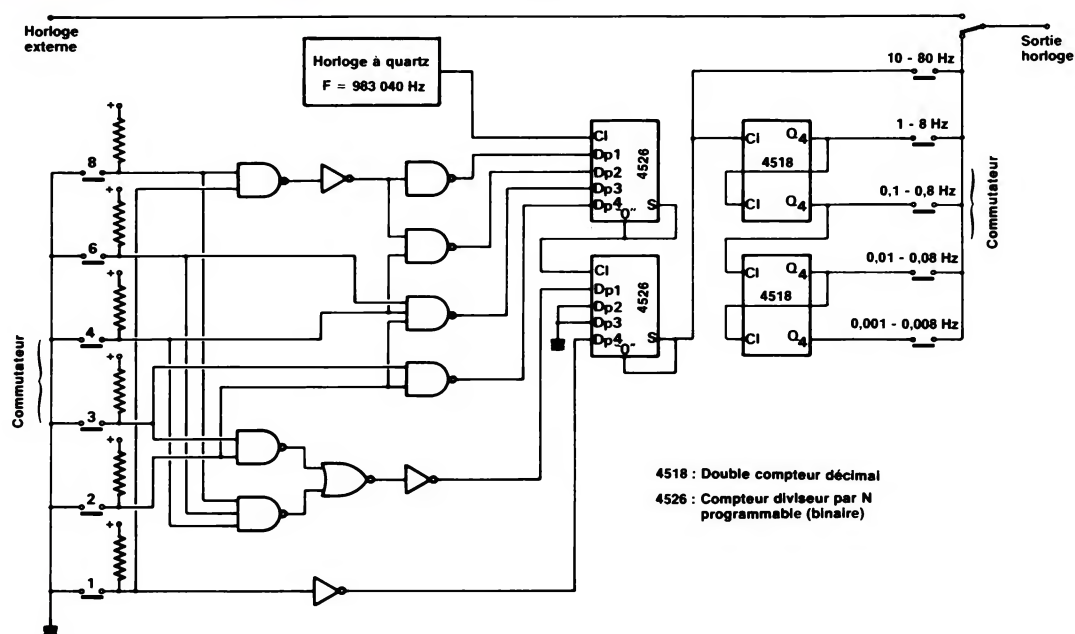 Horloge
externe
Sortie
horloge
Horloge à quartz
F = 983 040 Hz
10 - 80 Hz
1 - 8 Hz
0,1 - 0,8 Hz
0,01 - 0,08 Hz
0,001 - 0,008 Hz
Commutateur
+
8
+
6
+
4
+
3
+
2
+
1
Commutateur
Cl
Dp1
Dp2
Dp3
Dp4
"0"
S
4526
Cl
Dp1
Dp2
Dp3
Dp4
"0"
S
4526
Cl
Q4
4518
Cl
Q4
Cl
Q4
4518
Cl
Q4
4518 : Double compteur décimal
4526 : Compteur diviseur par N
programmable (binaire)